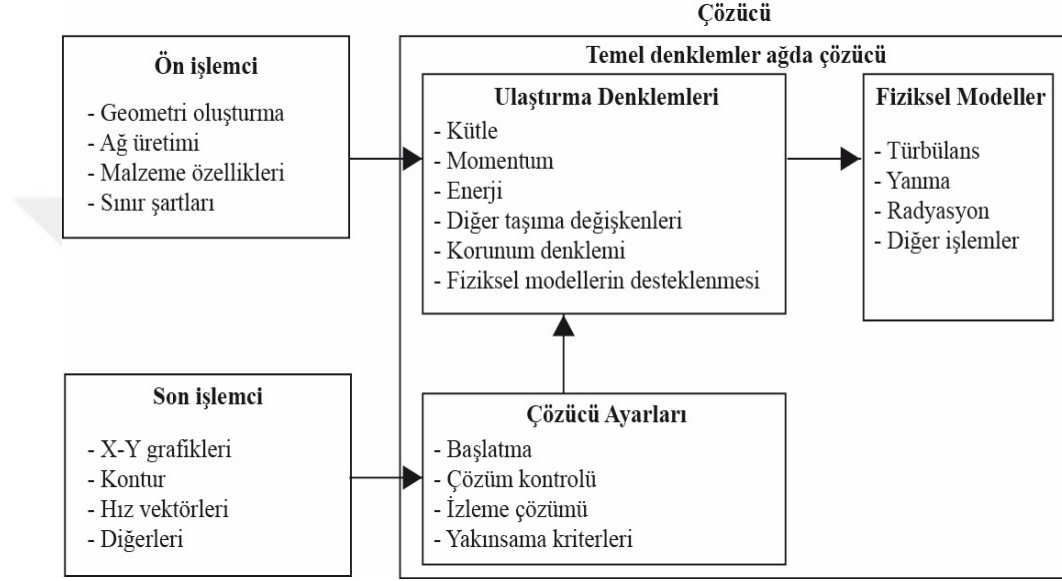 Çözücü
Ön işlemci
- Geometri oluşturma
- Ağ üretimi
- Malzeme özellikleri
- Sınır şartları
Temel denklemler ağda çözücü
Ulaştırma Denklemleri
- Kütle
- Momentum
- Enerji
- Diğer taşıma değişkenleri
- Korunum denklemi
- Fiziksel modellerin desteklenmesi
Fiziksel Modeller
- Türbülans
- Yanma
- Radyasyon
- Diğer işlemler
Son işlemci
- X-Y grafikleri
- Kontur
- Hız vektörleri
- Diğerleri
Çözücü Ayarları
- Başlatma
- Çözüm kontrolü
- İzleme çözümü
- Yakınsama kriterleri